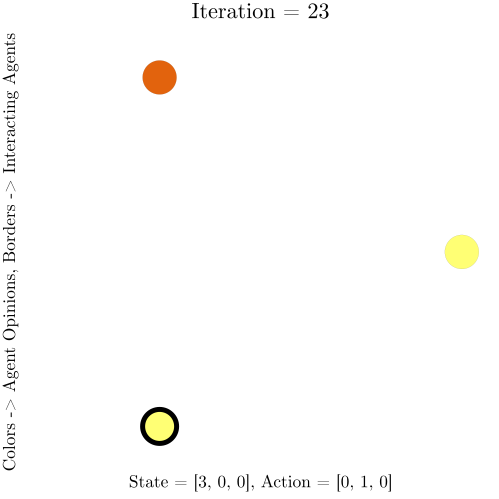 Iteration = 23
Colors -> Agent Opinions, Borders -> Interacting Agents
State = [3, 0, 0], Action = [0, 1, 0]